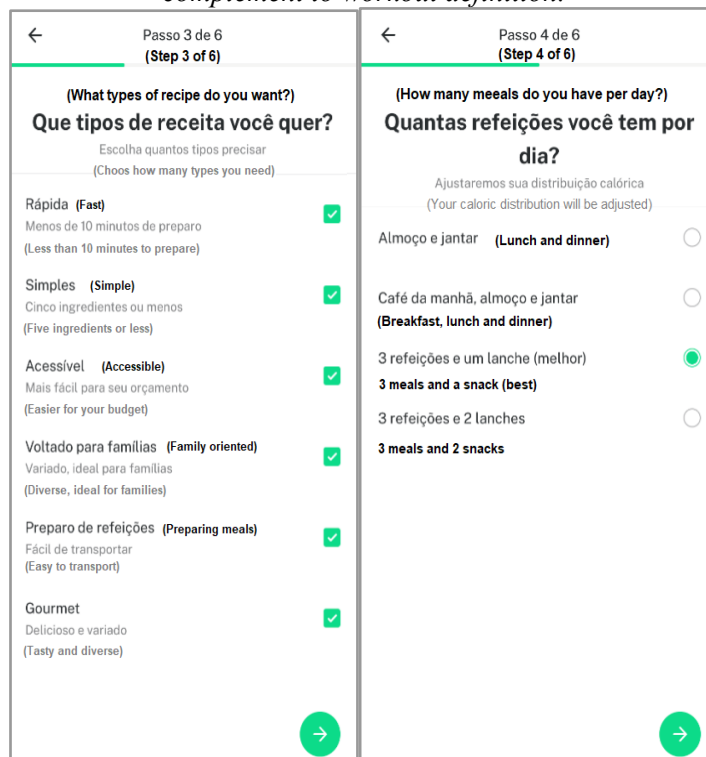 complement to workout definition.
Passo 3 de 6
(Step 3 of 6)
(What types of recipe do you want?)
Que tipos de receita você quer?
Escolha quantos tipos precisar
(Choos how many types you need)
Rápida (Fast)
Menos de 10 minutos de preparo
(Less than 10 minutes to prepare)
Simples (Simple)
Cinco ingredientes ou menos
(Five ingredients or less)
Acessível (Accessible)
Mais fácil para seu orçamento
(Easier for your budget)
Voltado para famílias (Family oriented)
Variado, ideal para famílias
(Diverse, ideal for families)
Preparo de refeições (Preparing meals)
Fácil de transportar
(Easy to transport)
Gourmet
Delicioso e variado
(Tasty and diverse)
Passo 4 de 6
(Step 4 of 6)
(How many meeals do you have per day?)
Quantas refeições você tem por
dia?
Ajustaremos sua distribuição calórica
(Your caloric distribution will be adjusted)
Almoço e jantar (Lunch and dinner)
Café da manhã, almoço e jantar
(Breakfast, lunch and dinner)
3 refeições e um lanche (melhor)
3 meals and a snack (best)
3 refeições e 2 lanches
3 meals and 2 snacks